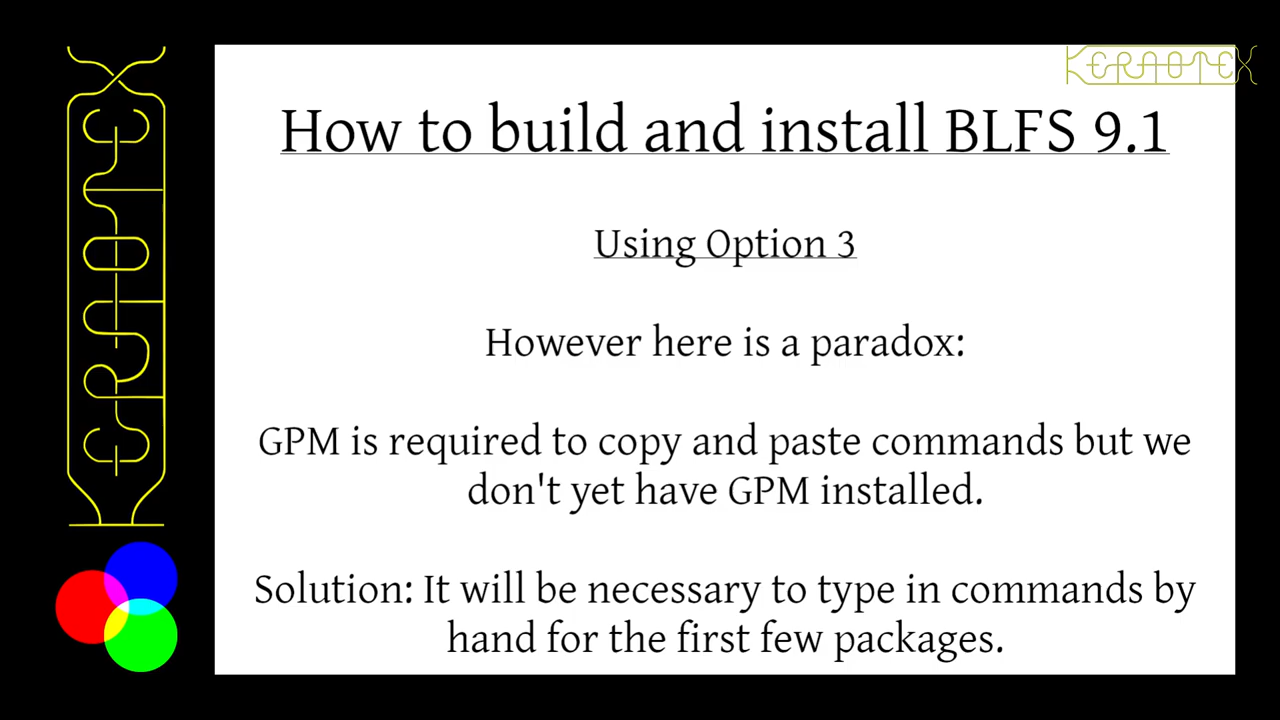 KERNOTEX
How to build and install BLFS 9.1
Using Option 3
However here is a paradox:
GPM is required to copy and paste commands but we
don't yet have GPM installed.
Solution: It will be necessary to type in commands by
hand for the first few packages.